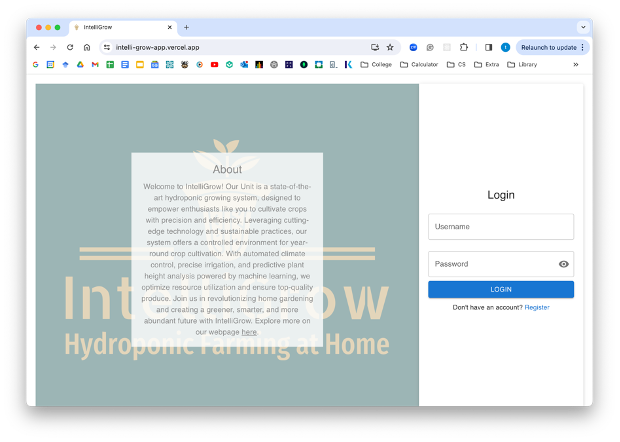 IntelliGrow
intelli-grow-app.vercel.app
Relaunch to update
College
Calculator
CS
Extra
Library
About
Welcome to IntelliGrow! Our Unit is a state-of-the-
art hydroponic growing system, designed to
empower enthusiasts like you to cultivate crops
with precision and efficiency. Leveraging cutting-
edge technology and sustainable practices, our
system offers a controlled environment for year-
round crop cultivation. With automated climate
control, precise irrigation, and predictive plant
height analysis powered by machine learning, we
optimize resource utilization and ensure top-quality
produce. Join us in revolutionizing home gardening
and creating a greener, smarter, and more
abundant future with IntelliGrow. Explore more on
our webpage here.
Hydroponic Farming at Home
Login
Username
Password
LOGIN
Don't have an account? Register